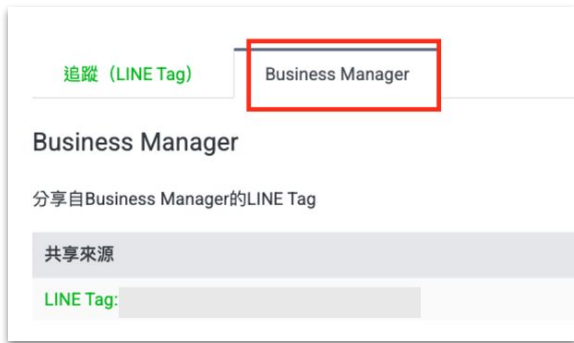 追蹤（LINE Tag） Business Manager
Business Manager
分享自Business Manager的LINE Tag
共享來源
LINE Tag: